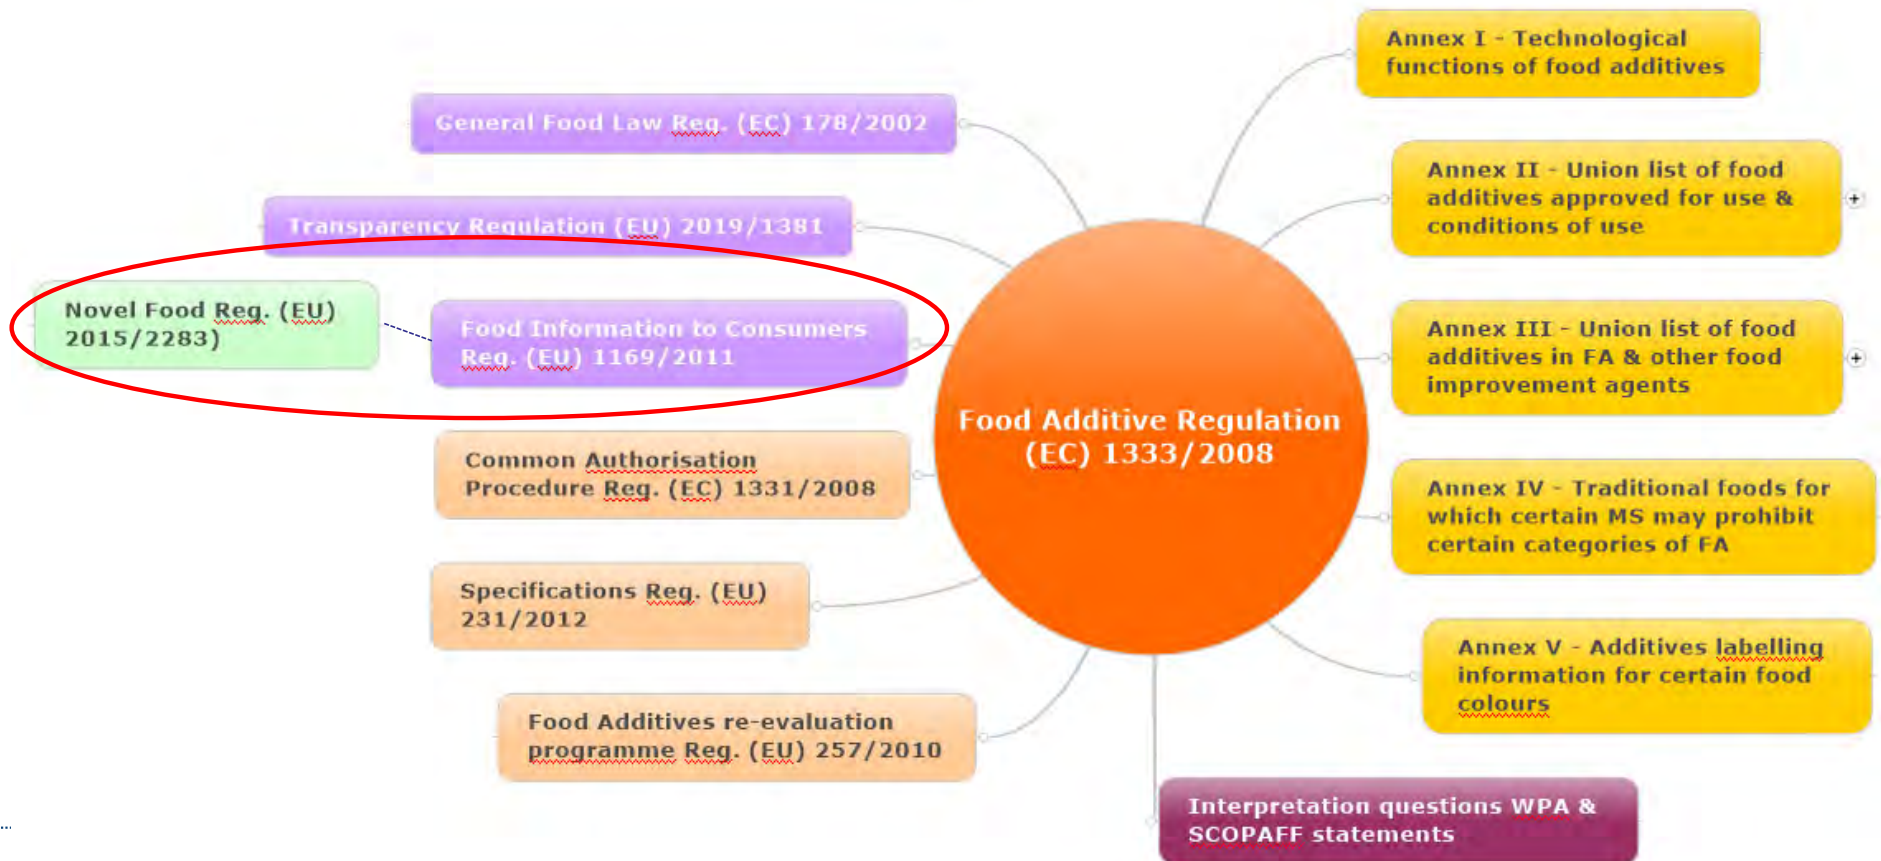 Annex I - Technological
functions of food additives
General Food Law Reg. (EC) 178/2002
Annex II - Union list of food
additives approved for use &
conditions of use
Transparency Regulation (EU) 2019/1381
Novel Food Reg. (EU)
2015/2283)
Food Information to Consumers
Reg. (EU) 1169/2011
Annex III - Union list of food
additives in FA & other food
improvement agents
Food Additive Regulation
(EC) 1333/2008
Common Authorisation
Procedure Reg. (EC) 1331/2008
Annex IV - Traditional foods for
which certain MS may prohibit
certain categories of FA
Specifications Reg. (EU)
231/2012
Annex V - Additives labelling
information for certain food
colours
Food Additives re-evaluation
programme Reg. (EU) 257/2010
Interpretation questions WPA &
SCOPAFF statements